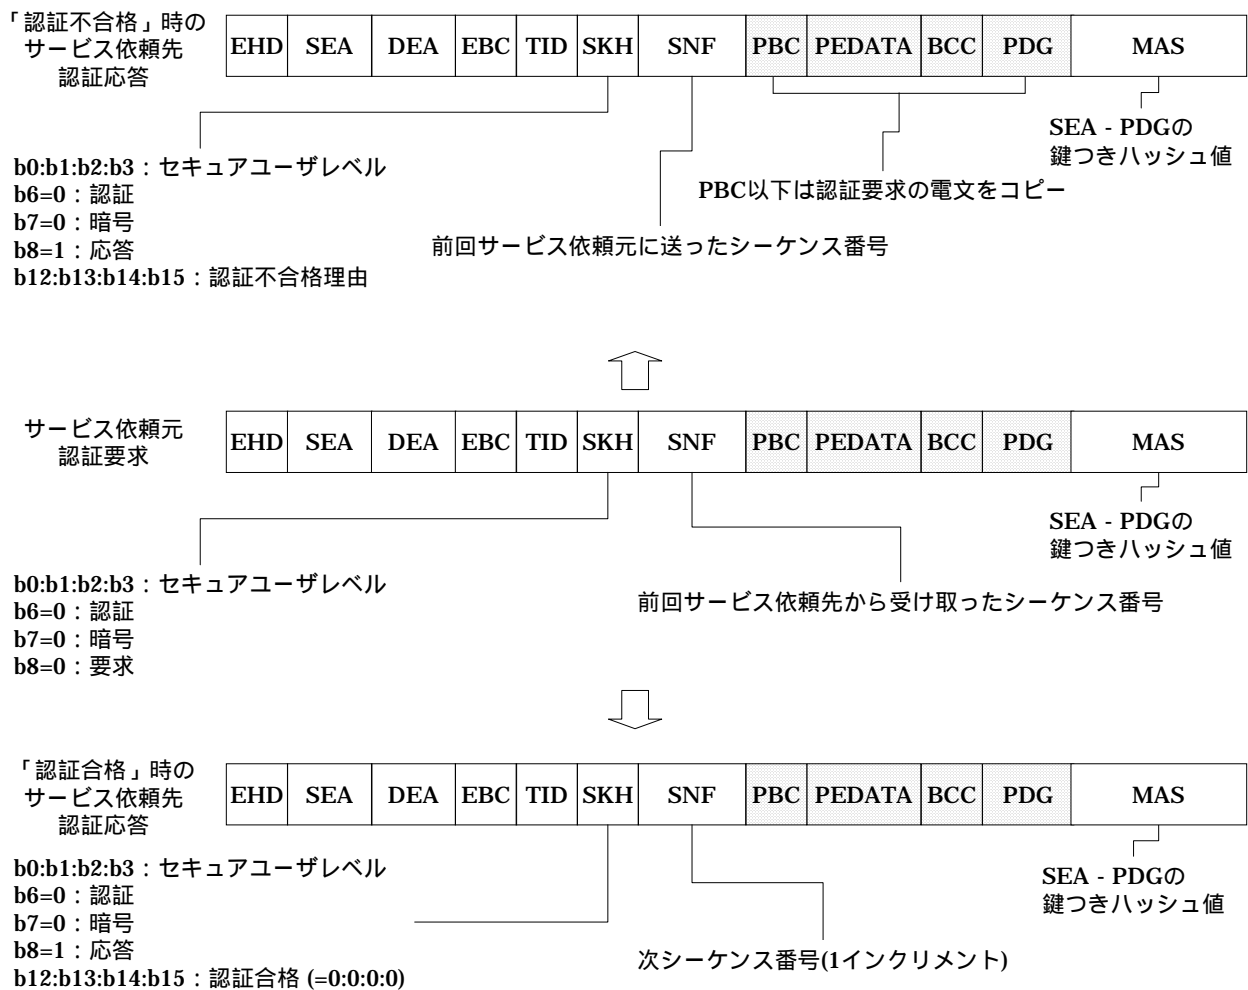 「認証不合格」時の
サービス依頼先
認証応答
EHD SEA DEA EBC TID SKH SNF PBC PEDATA BCC PDG MAS
SEA - PDGの
鍵つきハッシュ値
b0:b1:b2:b3：セキュアユーザレベル
b6=0：認証
b7=0：暗号
b8=1：応答
b12:b13:b14:b15：認証不合格理由
PBC以下は認証要求の電文をコピー
前回サービス依頼元に送ったシーケンス番号
サービス依頼元
認証要求
EHD SEA DEA EBC TID SKH SNF PBC PEDATA BCC PDG MAS
SEA - PDGの
鍵つきハッシュ値
b0:b1:b2:b3：セキュアユーザレベル
b6=0：認証
b7=0：暗号
b8=0：要求
前回サービス依頼先から受け取ったシーケンス番号
「認証合格」時の
サービス依頼先
認証応答
EHD SEA DEA EBC TID SKH SNF PBC PEDATA BCC PDG MAS
b0:b1:b2:b3：セキュアユーザレベル
b6=0：認証
b7=0：暗号
b8=1：応答
b12:b13:b14:b15：認証合格 (=0:0:0:0)
SEA - PDGの
鍵つきハッシュ値
次シーケンス番号(1インクリメント)